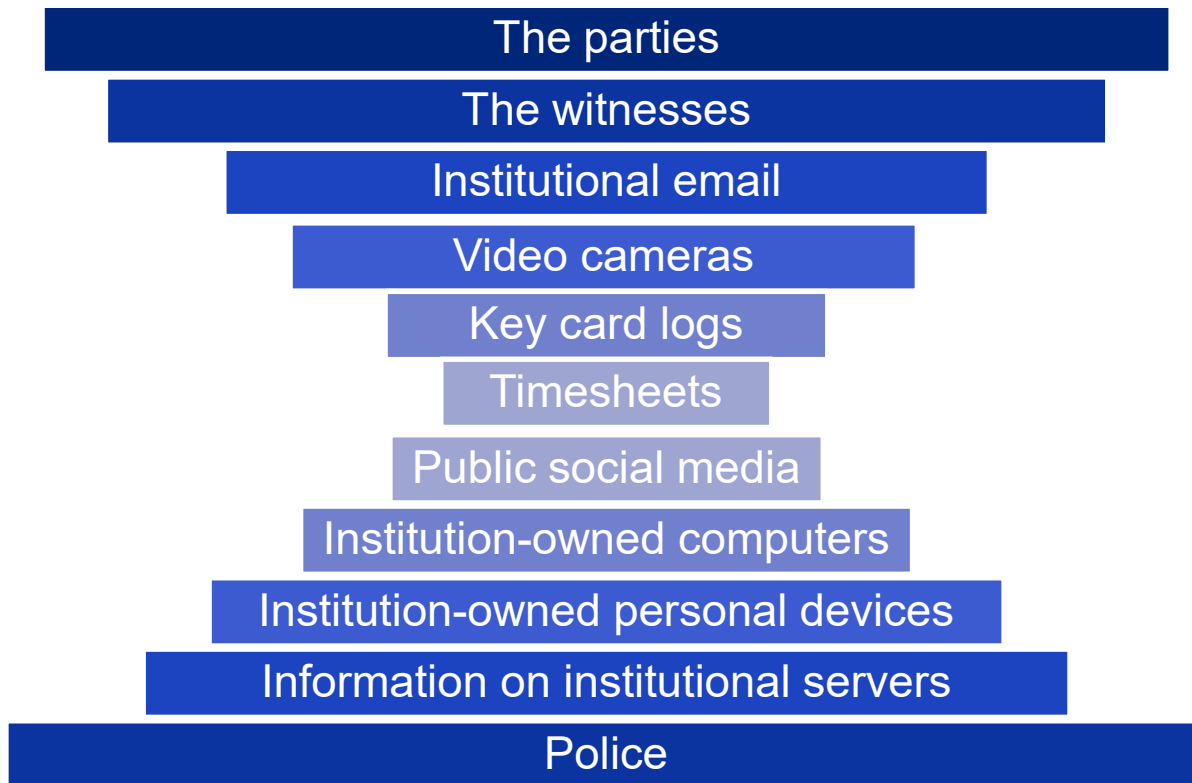 The parties
The witnesses
Institutional email
Video cameras
Key card logs
Timesheets
Public social media
Institution-owned computers
Institution-owned personal devices
Information on institutional servers
Police